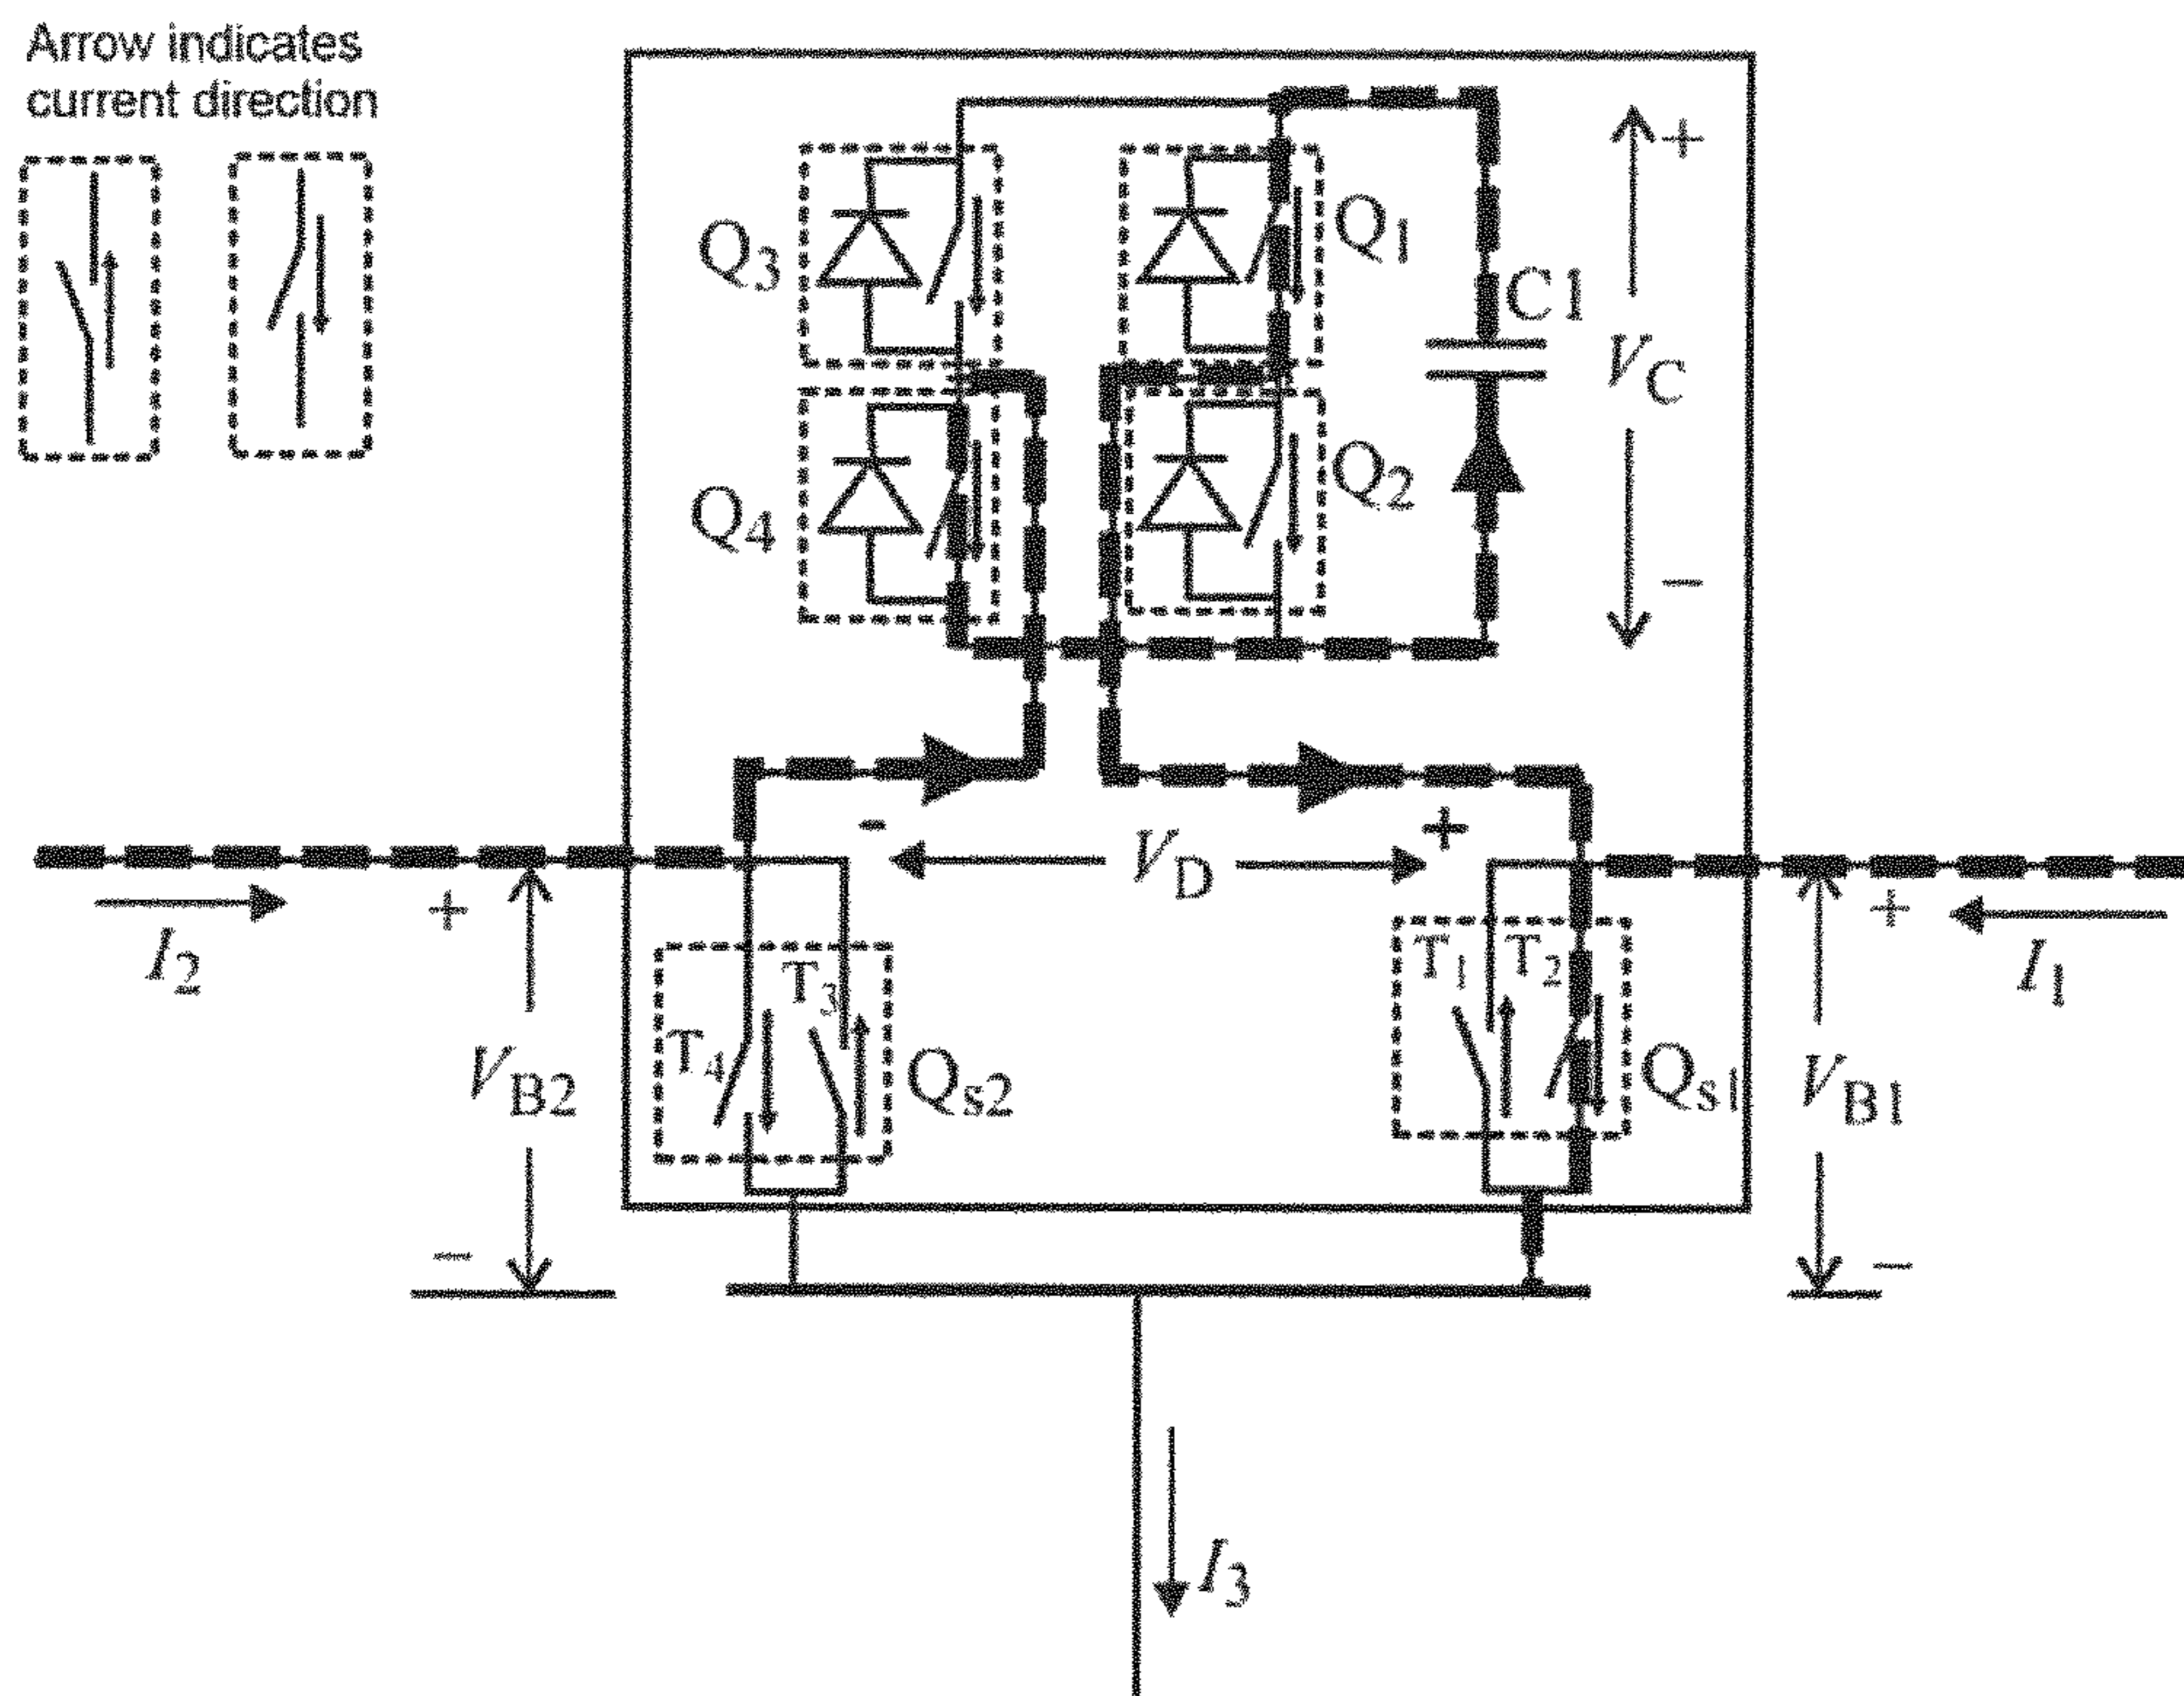 Arrow indicates
current direction
+
Q3
Q1
C1
VC
Q4
Q2
−
-
+
VD
+
+
I2
I1
T3
T1
T2
T4
VB2
Qs2
Qs1
VB1
−
−
I3